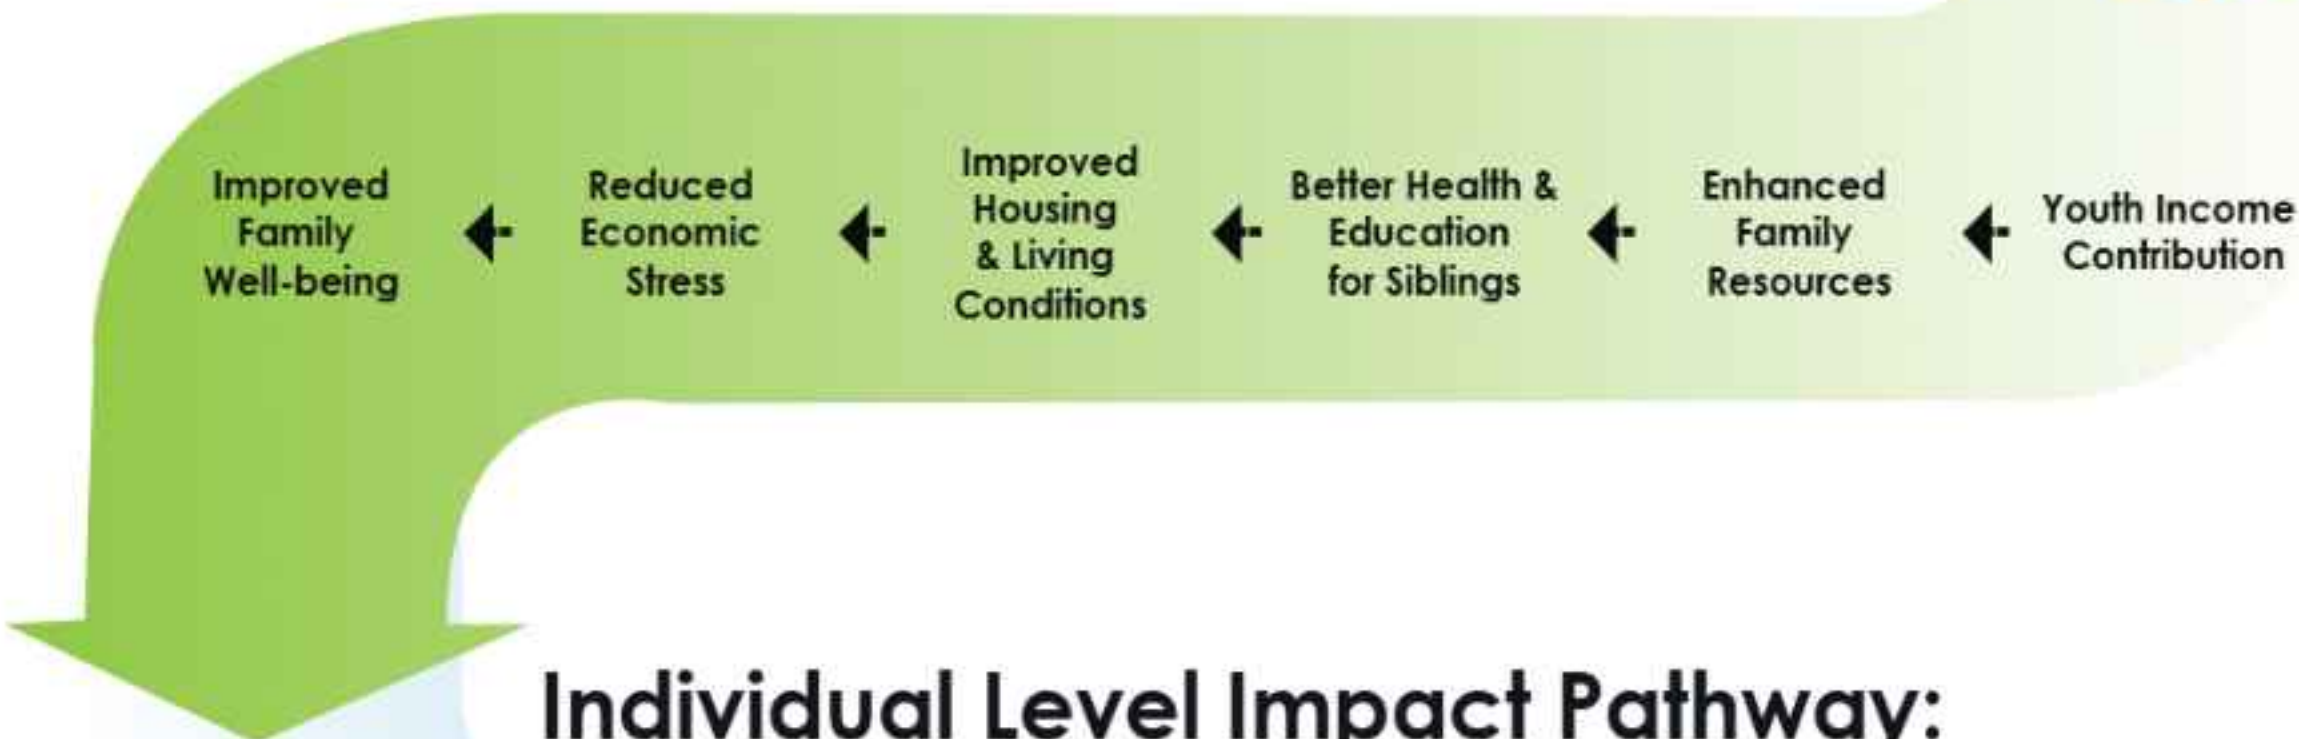 Improved
Family
Well-being
Reduced
Economic
Stress
Improved
Housing
& Living
Conditions
Better Health &
Education
for Siblings
Enhanced
Family
Resources
Youth Income
Contribution
Individual Level Impact Pathway: